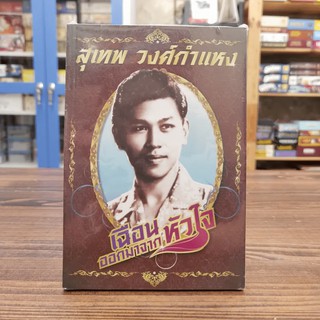 สุเทพ วงศ์กำแหง
เฉือน
ออกมาจาก หัวใจ